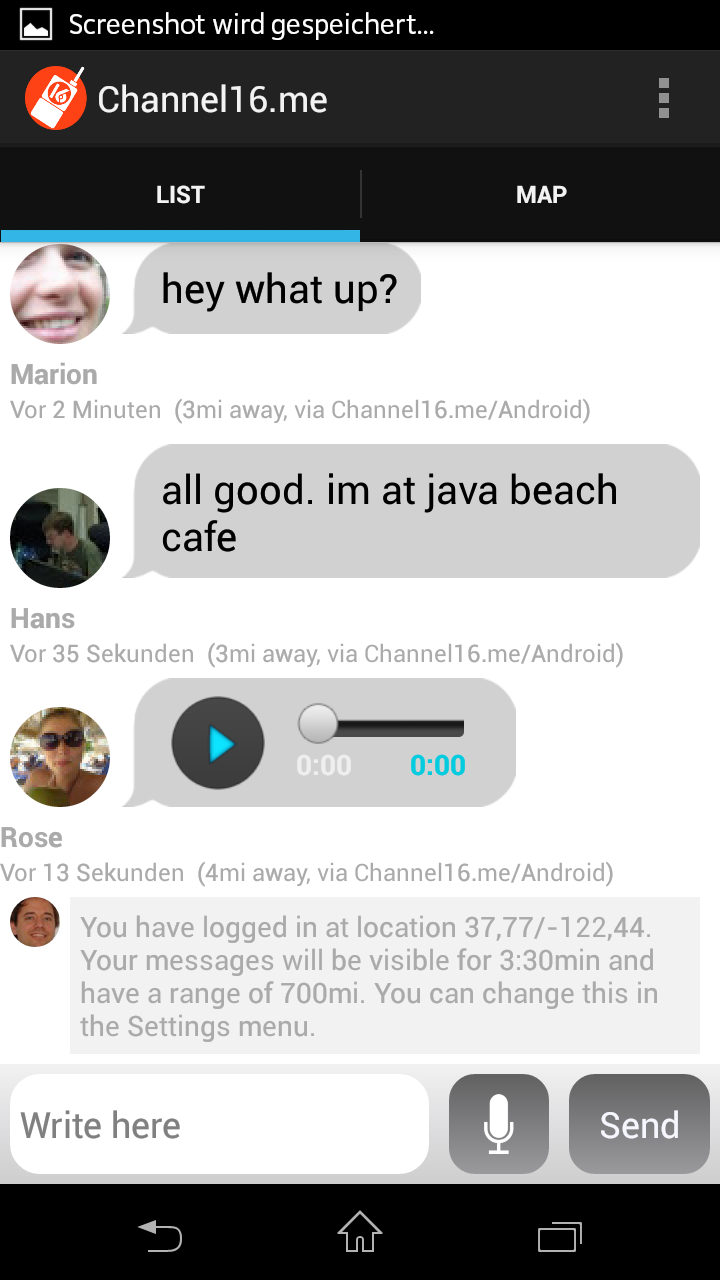 Screenshot wird gespeichert...
Channel16.me
LIST
MAP
hey what up?
Marion
Vor 2 Minuten (3mi away, via Channel16.me/Android)
all good. im at java beach
cafe
Hans
Vor 35 Sekunden (3mi away, via Channel16.me/Android)
0:00
0:00
Rose
Vor 13 Sekunden (4mi away, via Channel16.me/Android)
You have logged in at location 37,77/-122,44.
Your messages will be visible for 3:30min and
have a range of 700mi. You can change this in
the Settings menu.
Write here
Send